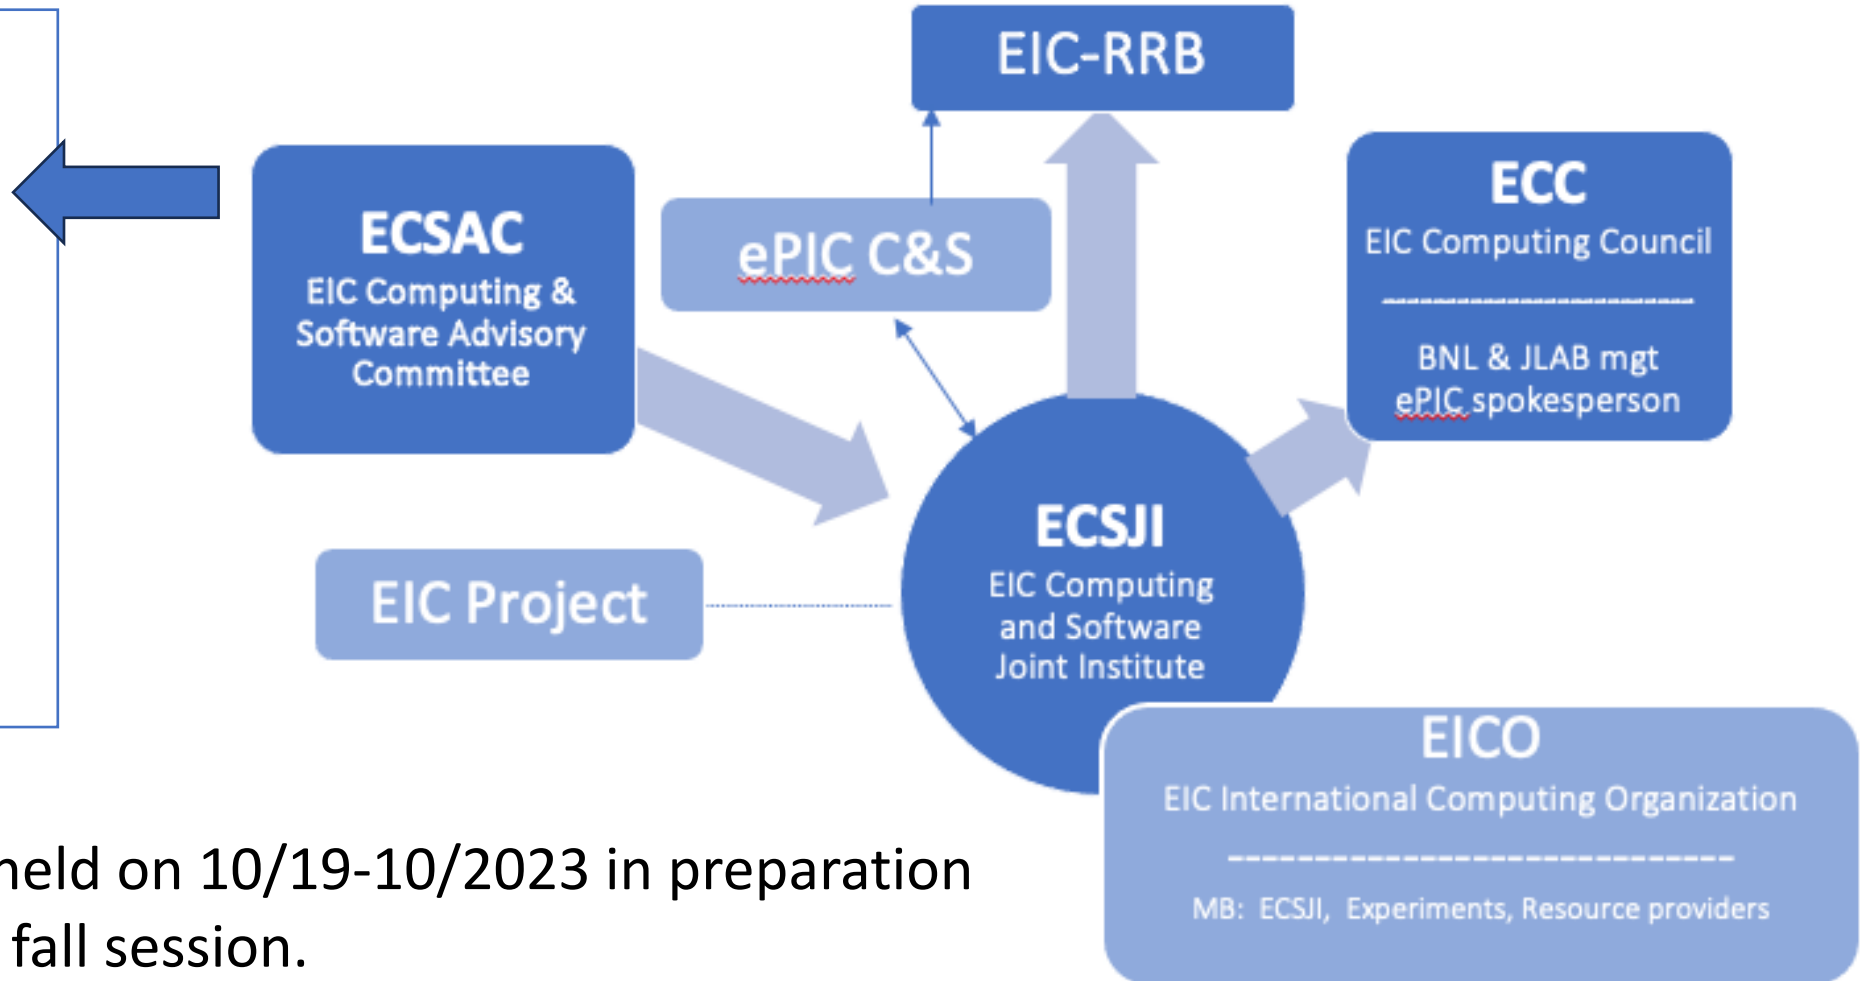 EIC-RRB
ECSAC
EIC Computing &
Software Advisory
Committee
ePIC C&S
ECC
EIC Computing Council
BNL & JLAB mgt
ePIC spokesperson
EIC Project
ECSJI
EIC Computing
and Software
Joint Institute
EICO
EIC International Computing Organization
MB: ECSJI, Experiments, Resource providers
held on 10/19-10/2023 in preparation
fall session.